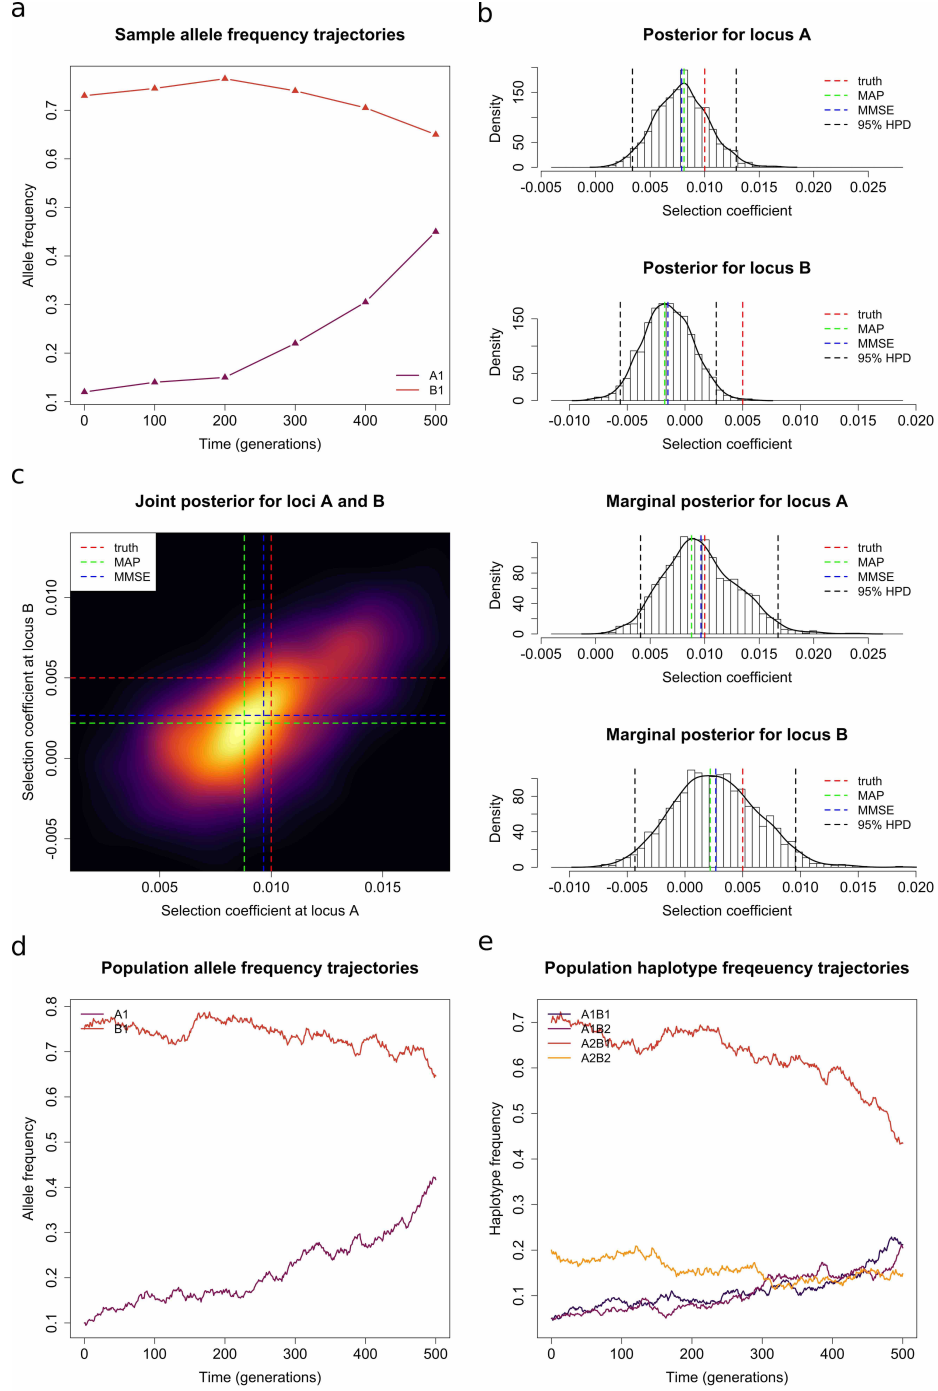 a
Sample allele frequency trajectories
Allele frequency
0.1 0.2 0.3 0.4 0.5 0.6 0.7
A1
B1
0 100 200 300 400 500
Time (generations)
b
Posterior for locus A
Density
0 50 150
truth
MAP
MMSE
95% HPD
-0.005 0.000 0.005 0.010 0.015 0.020 0.025
Selection coefficient
Posterior for locus B
Density
0 50 150
truth
MAP
MMSE
95% HPD
-0.010 -0.005 0.000 0.005 0.010 0.015 0.020
Selection coefficient
c
Joint posterior for loci A and B
Selection coefficient at locus B
-0.005 0.000 0.005 0.010
truth
MAP
MMSE
0.005 0.010 0.015
Selection coefficient at locus A
Marginal posterior for locus A
Density
0 40 80
truth
MAP
MMSE
95% HPD
-0.005 0.000 0.005 0.010 0.015 0.020 0.025
Selection coefficient
Marginal posterior for locus B
Density
0 40 80
truth
MAP
MMSE
95% HPD
-0.010 -0.005 0.000 0.005 0.010 0.015 0.020
Selection coefficient
d
Population allele frequency trajectories
Allele frequency
0.1 0.2 0.3 0.4 0.5 0.6 0.7 0.8
A1
B1
0 100 200 300 400 500
Time (generations)
e
Population haplotype freqeuency trajectories
Haplotype frequency
0.1 0.2 0.3 0.4 0.5 0.6 0.7
A1B1
A1B2
A2B1
A2B2
0 100 200 300 400 500
Time (generations)